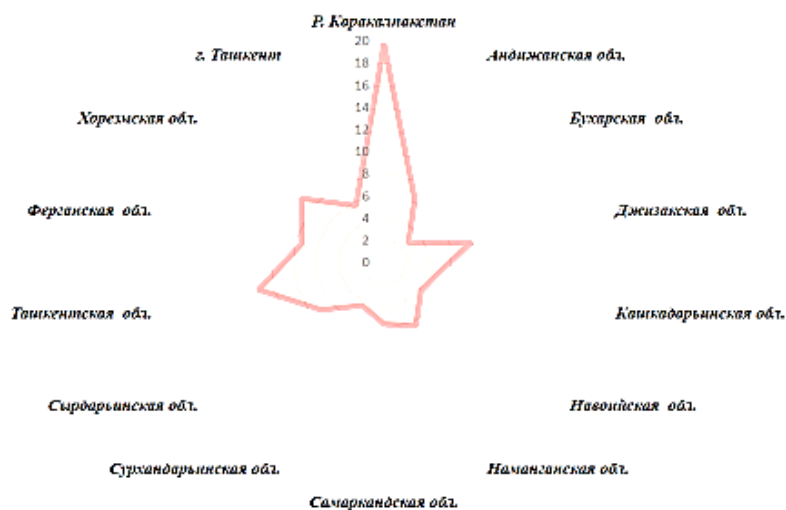 Р. Каракалпакстан
г. Ташкент
Андижанская обл.
Хорезмская обл.
Бухарская обл.
Ферганская обл.
Джизакская обл.
Ташкентская обл.
Кашкадарьинская обл.
Сырдарьинская обл.
Навоийская обл.
Сурхандарьинская обл.
Наманганская обл.
Самаркандская обл.
20
18
16
14
12
10
8
6
4
2
0